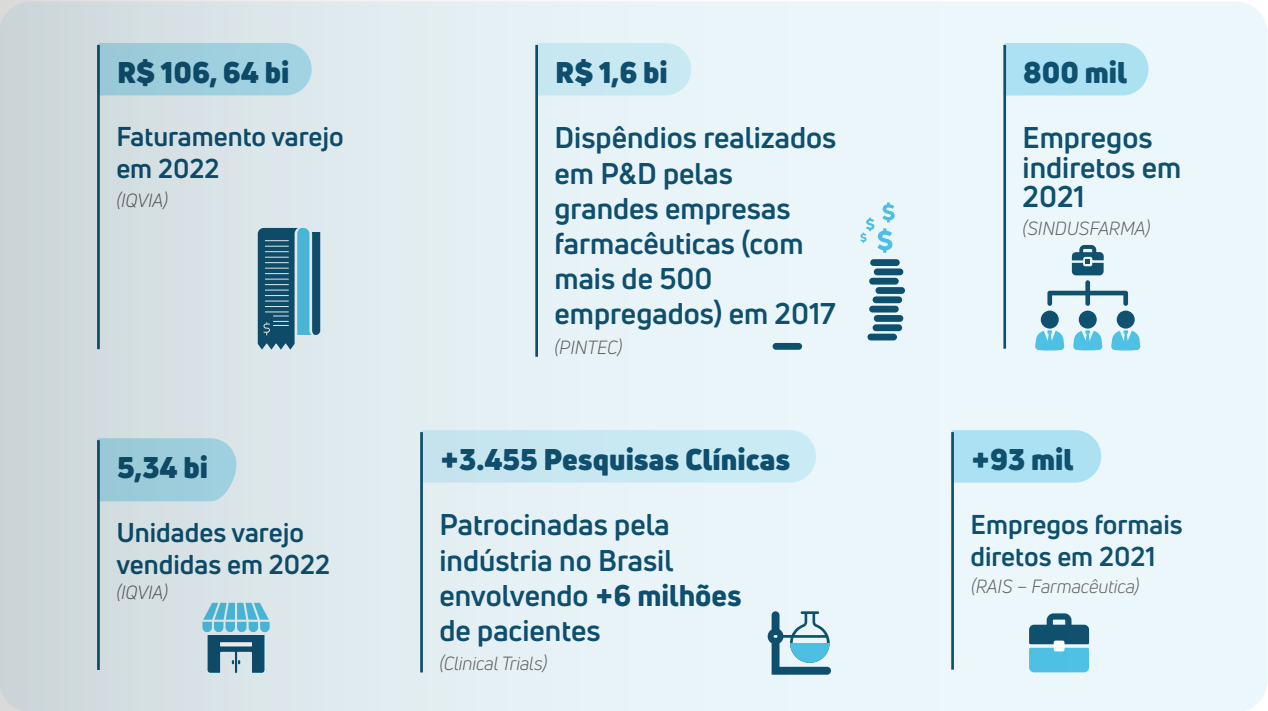 R$ 106, 64 bi
Faturamento varejo
em 2022
(IQVIA)
$
R$ 1,6 bi
Dispêndios realizados
em P&D pelas
grandes empresas
farmacêuticas (com
mais de 500
empregados) em 2017
(PINTEC)
$
$
$
$
800 mil
Empregos
indiretos em
2021
(SINDUSFARMA)
5,34 bi
Unidades varejo
vendidas em 2022
(IQVIA)
+3.455 Pesquisas Clínicas
Patrocinadas pela
indústria no Brasil
envolvendo +6 milhões
de pacientes
(Clinical Trials)
+93 mil
Empregos formais
diretos em 2021
(RAIS – Farmacêutica)